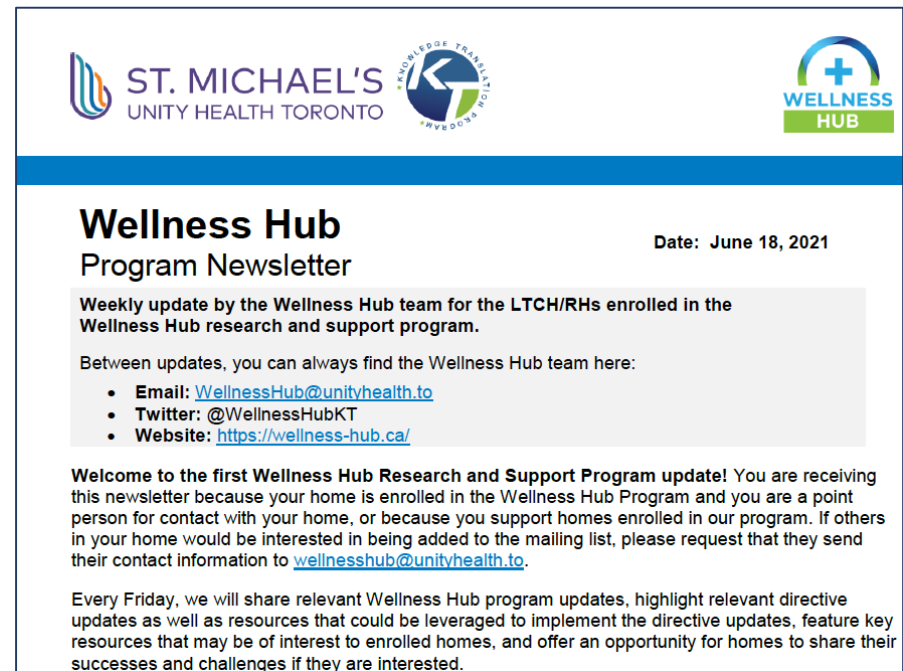 ST. MICHAEL'S
UNITY HEALTH TORONTO
KNOWLEDGE TRANSLATION PROGRAM
KT
WELLNESS
HUB
Wellness Hub
Date: June 18, 2021
Program Newsletter
Weekly update by the Wellness Hub team for the LTCH/RHs enrolled in the
Wellness Hub research and support program.
Between updates, you can always find the Wellness Hub team here:
• Email: WellnessHub@unityhealth.to
• Twitter: @WellnessHubKT
• Website: https://wellness-hub.ca/
Welcome to the first Wellness Hub Research and Support Program update! You are receiving
this newsletter because your home is enrolled in the Wellness Hub Program and you are a point
person for contact with your home, or because you support homes enrolled in our program. If others
in your home would be interested in being added to the mailing list, please request that they send
their contact information to wellnesshub@unityhealth.to.
Every Friday, we will share relevant Wellness Hub program updates, highlight relevant directive
updates as well as resources that could be leveraged to implement the directive updates, feature key
resources that may be of interest to enrolled homes, and offer an opportunity for homes to share their
successes and challenges if they are interested.